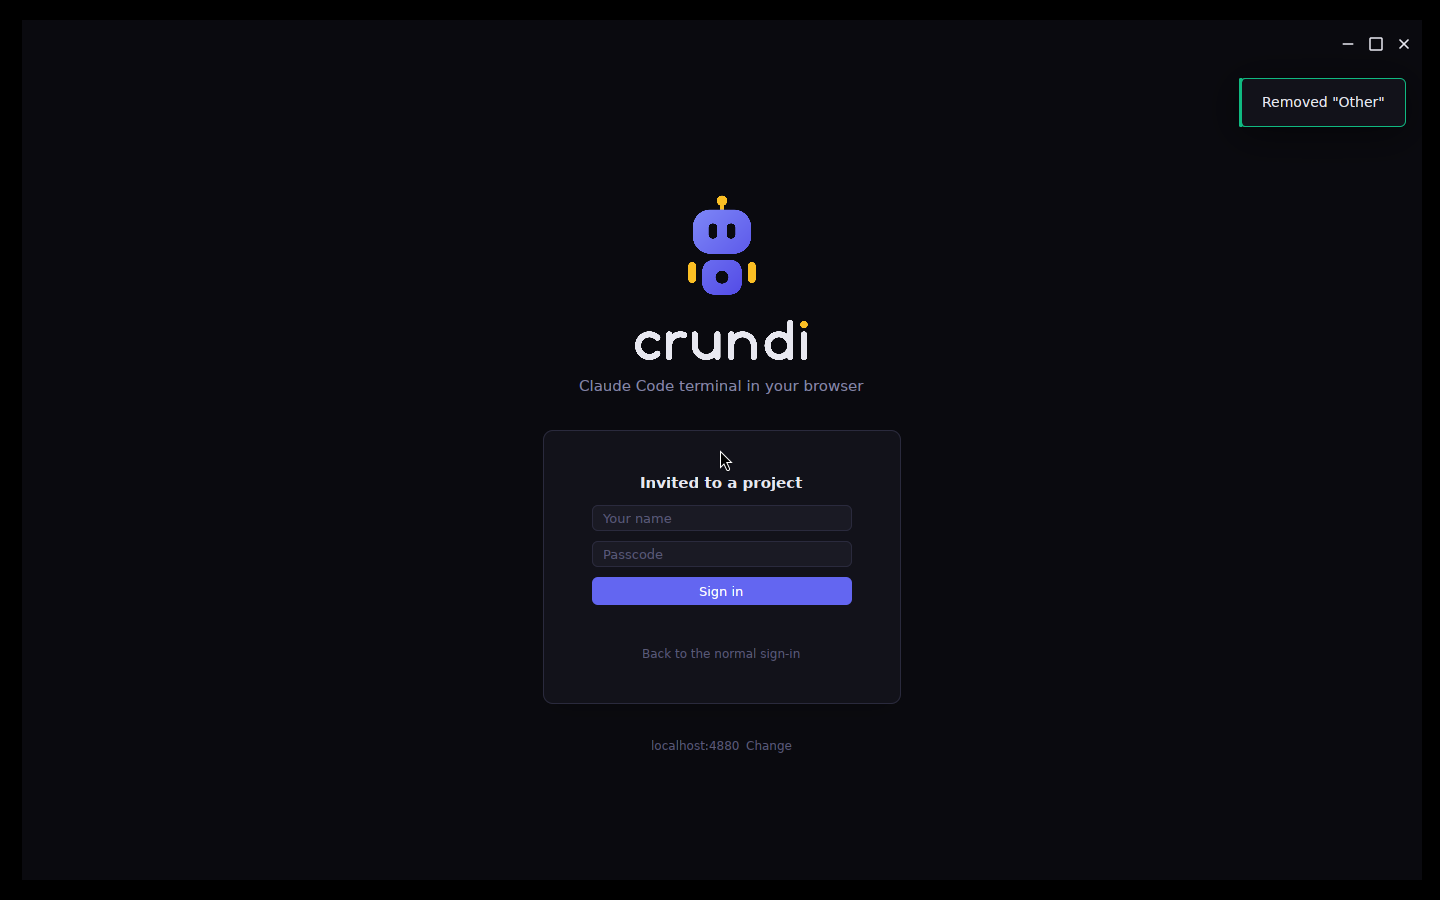 Removed "Other"
crundi
Claude Code terminal in your browser
Invited to a project
Your name
Passcode
Sign in
Back to the normal sign-in
localhost:4880 Change